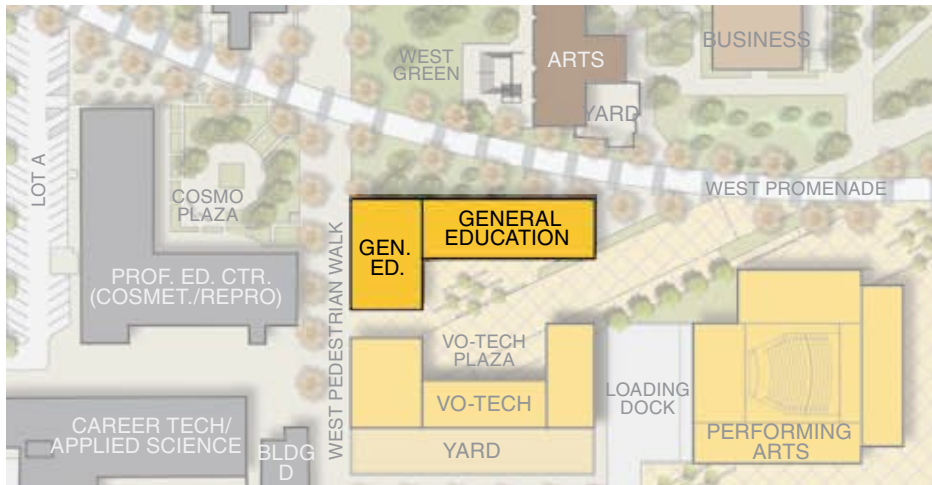 WEST
GREEN
ARTS
BUSINESS
YARD
LOT A
COSMO
PLAZA
WEST PROMENADE
GEN.
ED.
GENERAL
EDUCATION
PROF. ED. CTR.
(COSMET./REPRO)
WEST PEDESTRIAN WALK
VO-TECH
PLAZA
VO-TECH
LOADING
DOCK
PERFORMING
ARTS
CAREER TECH/
APPLIED SCIENCE
BLDG
D
YARD